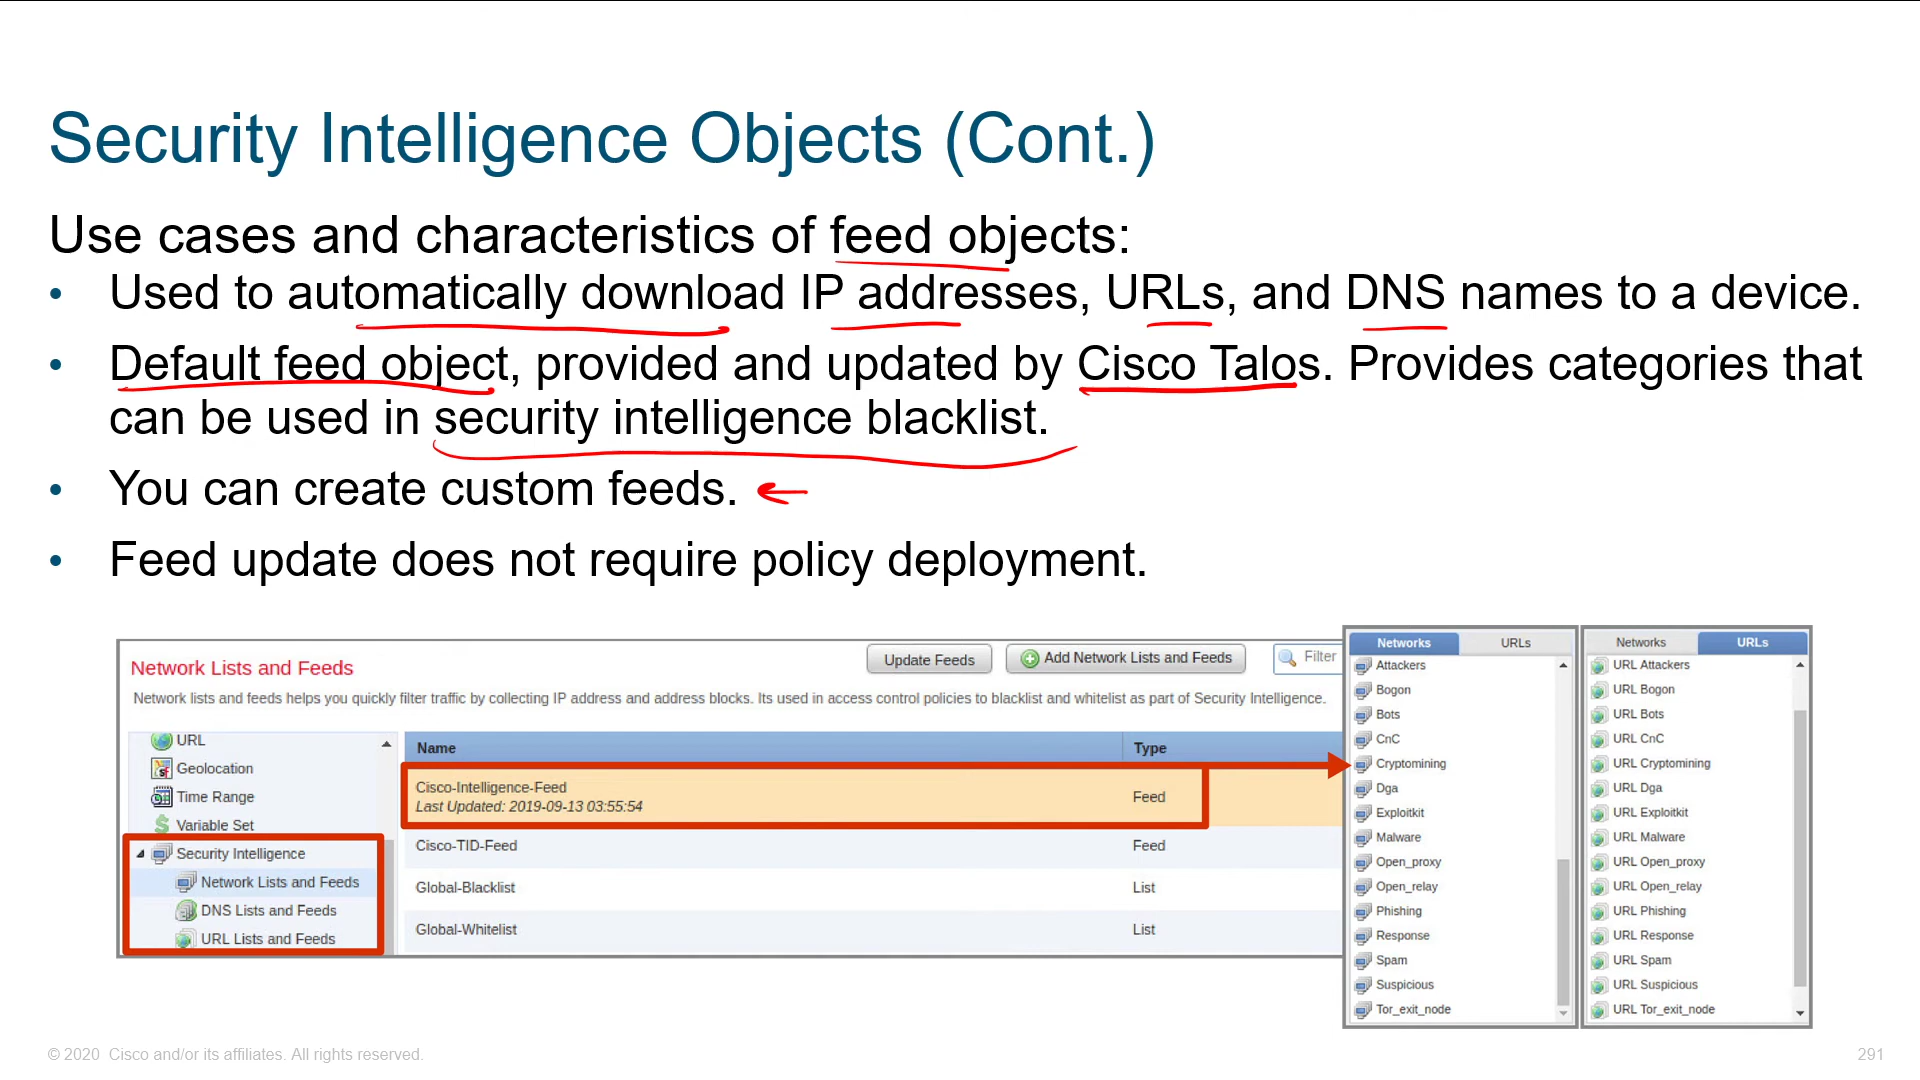 Security Intelligence Objects (Cont.)
Use cases and characteristics of feed objects:
• Used to automatically download IP addresses, URLs, and DNS names to a device.
• Default feed object, provided and updated by Cisco Talos. Provides categories that
can be used in security intelligence blacklist.
• You can create custom feeds.
• Feed update does not require policy deployment.
Network Lists and Feeds
Update Feeds
Add Network Lists and Feeds
Filter
Network lists and feeds helps you quickly filter traffic by collecting IP address and address blocks. Its used in access control policies to blacklist and whitelist as part of Security Intelligence.
URL
Geolocation
Time Range
Variable Set
Security Intelligence
Network Lists and Feeds
DNS Lists and Feeds
URL Lists and Feeds
Name Type
Cisco-Intelligence-Feed
Last Updated: 2019-09-13 03:55:54
Feed
Cisco-TID-Feed Feed
Global-Blacklist List
Global-Whitelist List
Networks URLs
Attackers
Bogon
Bots
CnC
Cryptomining
Dga
Exploitkit
Malware
Open_proxy
Open_relay
Phishing
Response
Spam
Suspicious
Tor_exit_node
Networks URLs
URL Attackers
URL Bogon
URL Bots
URL CnC
URL Cryptomining
URL Dga
URL Exploitkit
URL Malware
URL Open_proxy
URL Open_relay
URL Phishing
URL Response
URL Spam
URL Suspicious
URL Tor_exit_node
© 2020 Cisco and/or its affiliates. All rights reserved.
291